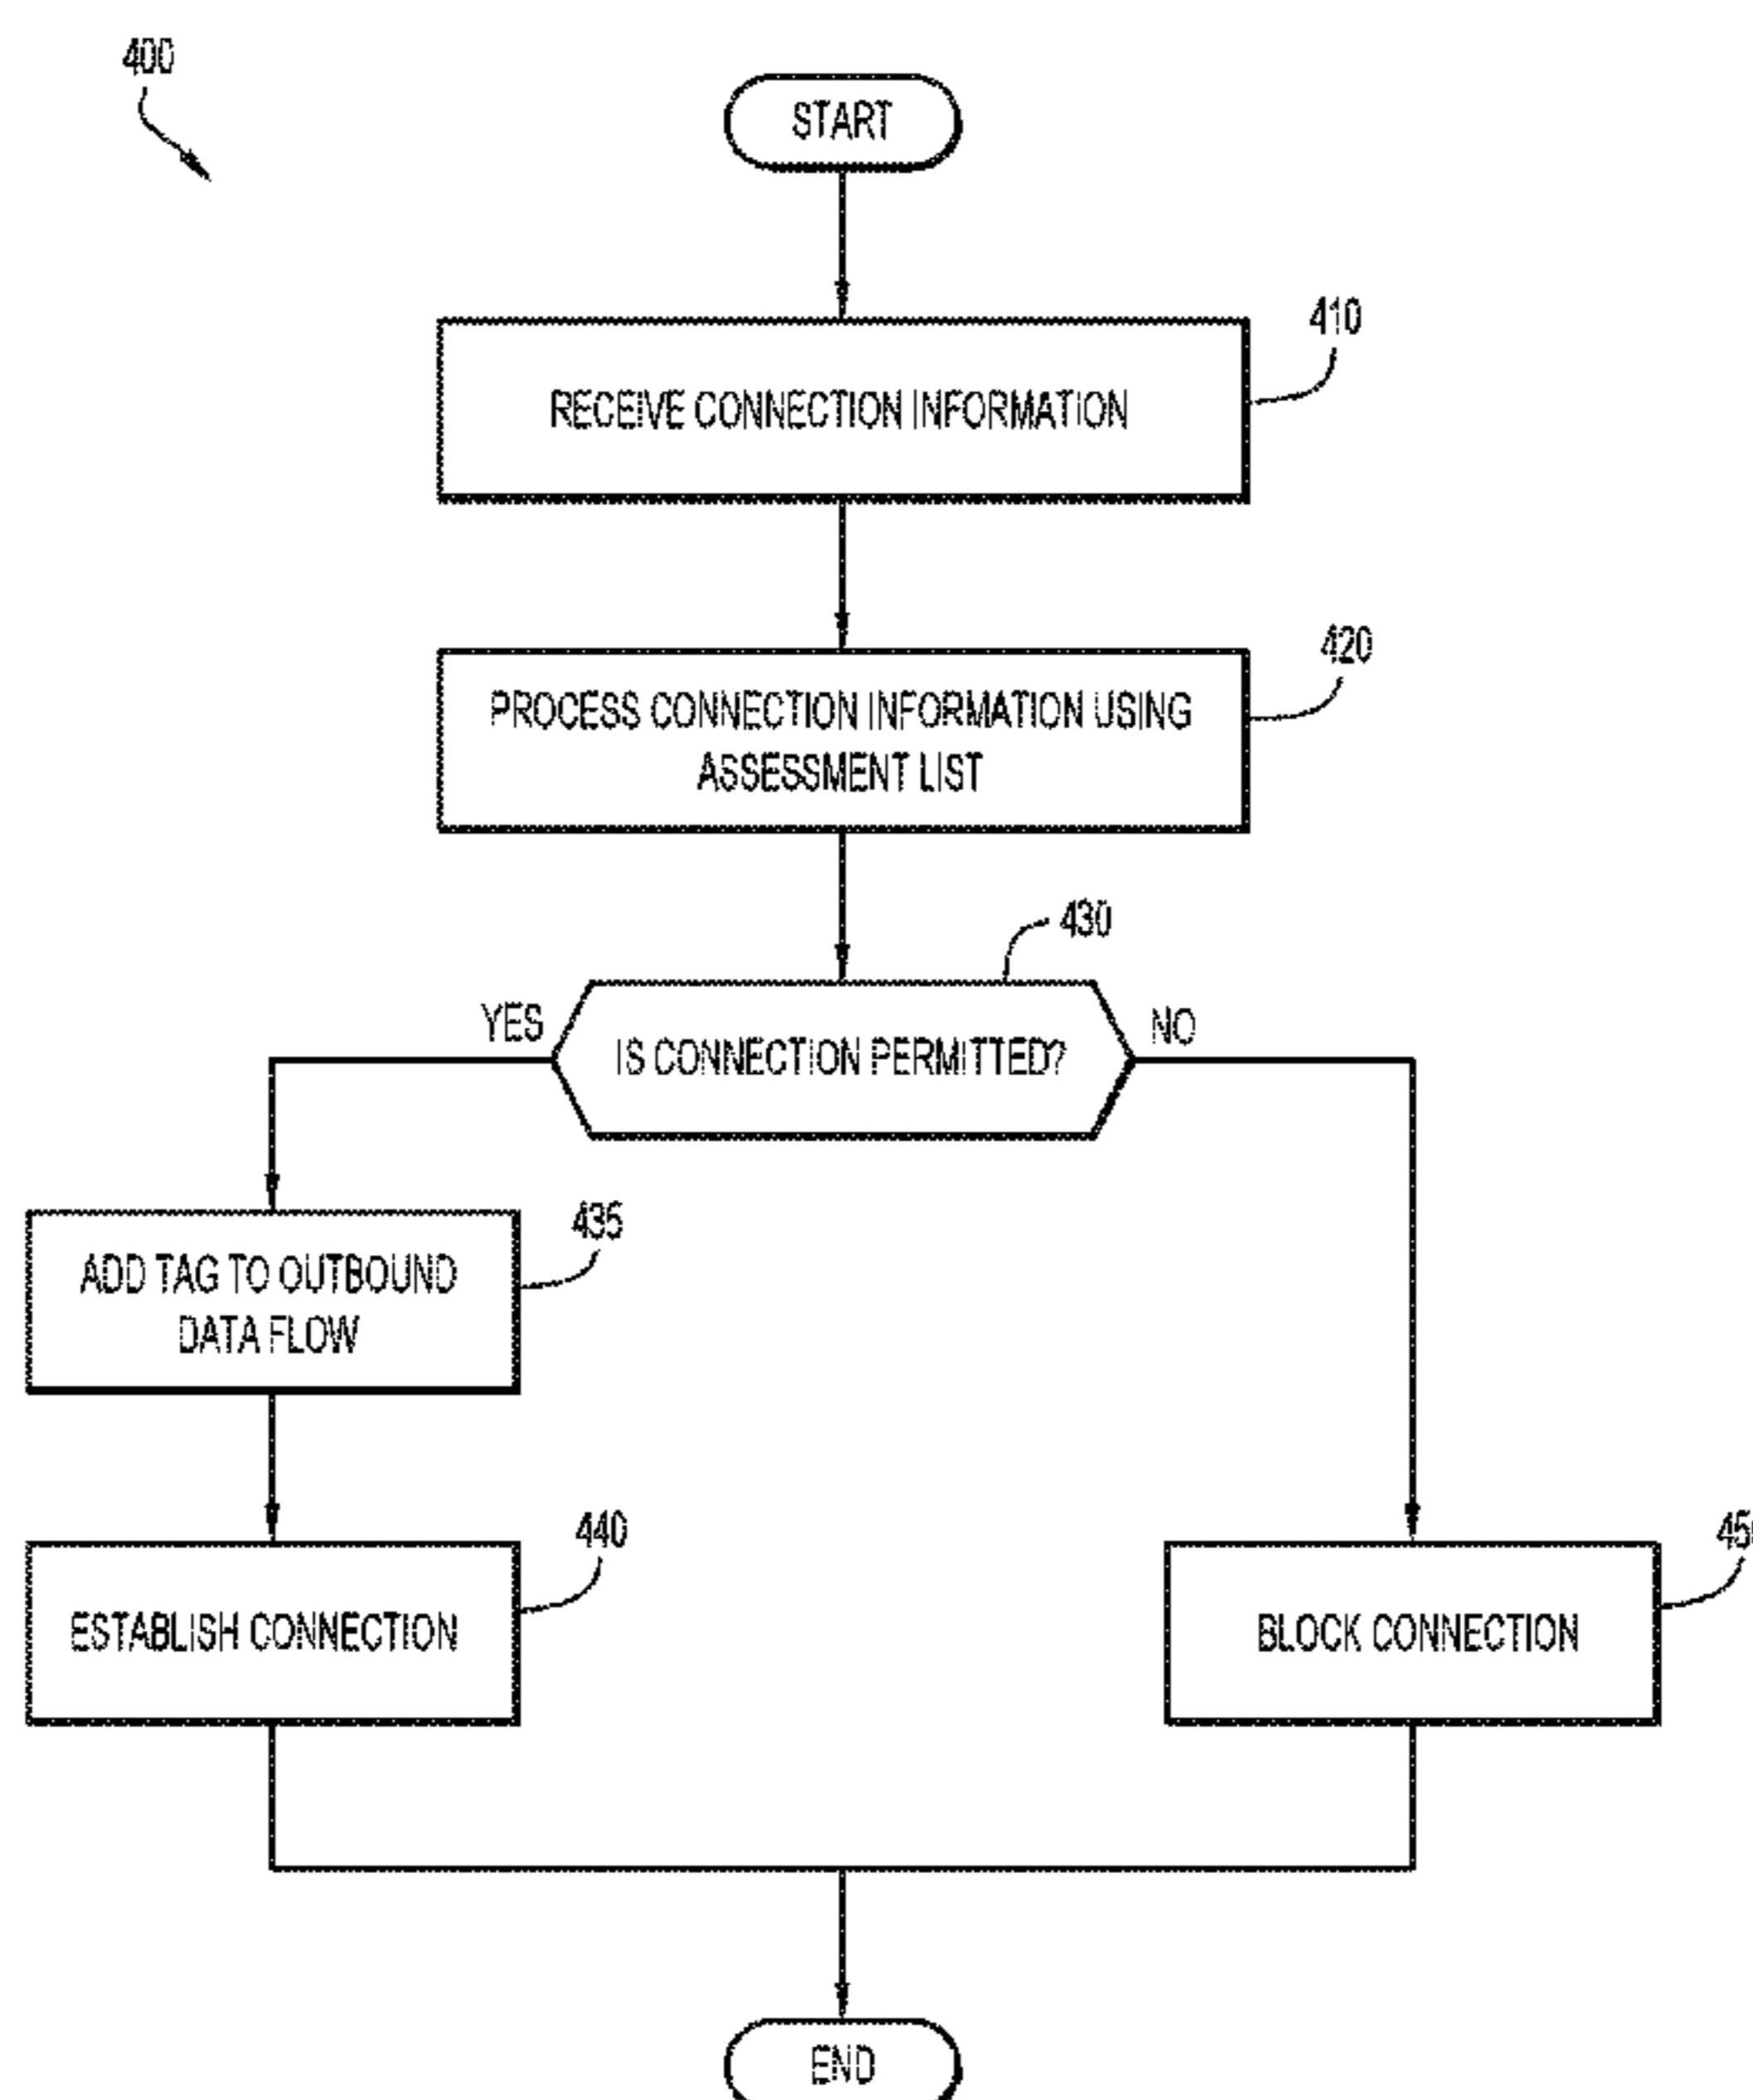 400
START
410
RECEIVE CONNECTION INFORMATION
420
PROCESS CONNECTION INFORMATION USING
ASSESSMENT LIST
430
YES
NO
IS CONNECTION PERMITTED?
435
ADD TAG TO OUTBOUND
DATA FLOW
440
ESTABLISH CONNECTION
BLOCK CONNECTION
END